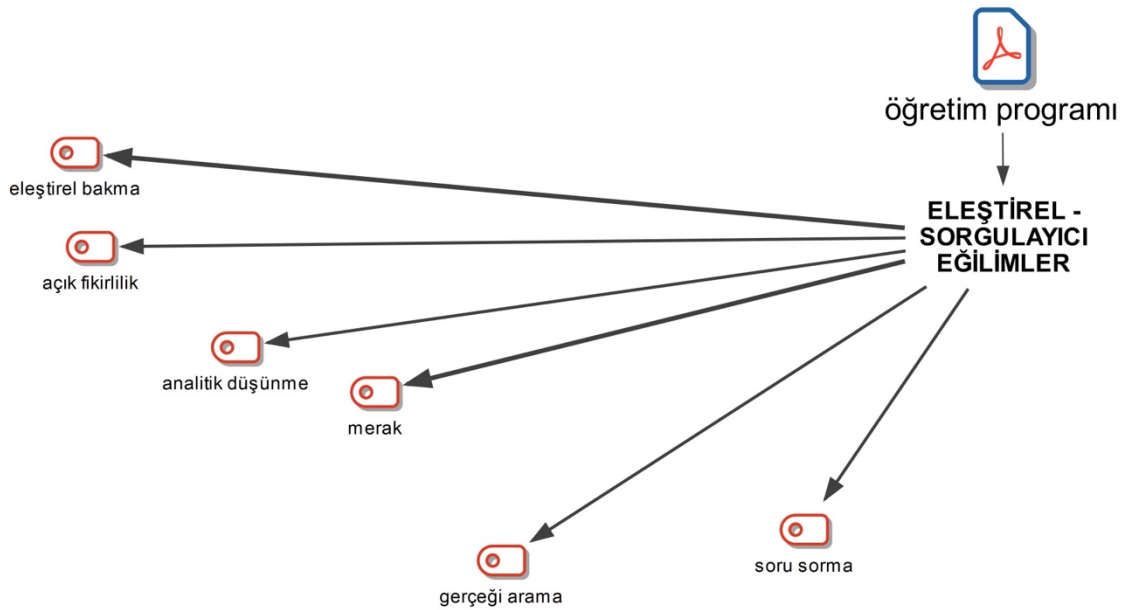 öğretim programı
ELEŞTİREL -
SORGULAYICI
EĞİLİMLER
eleştirel bakma
açık fikirlilik
analitik düşünme
merak
gerçeği arama
soru sorma